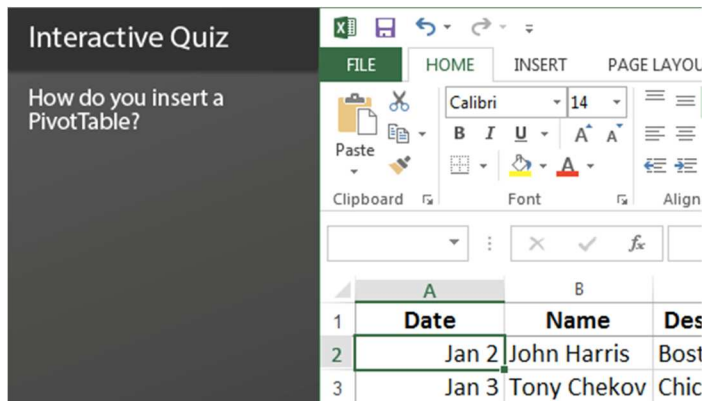 Interactive Quiz
How do you insert a
PivotTable?
FILE HOME INSERT PAGE LAYOU
Calibri 14
B I U A A
Paste
A
Clipboard Font Align
fx
A B
1 Date Name Des
2 Jan 2 John Harris Bost
3 Jan 3 Tony Chekov Chic